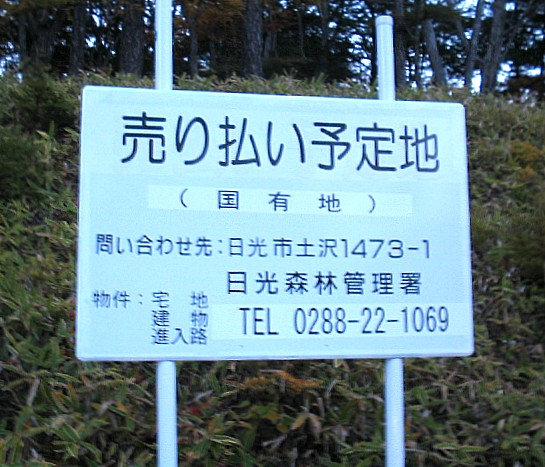 売り払い予定地
（国有地）
問い合わせ先：日光市土沢1473-1
日光森林管理署
物件：宅地
建物
進入路
TEL 0288-22-1069